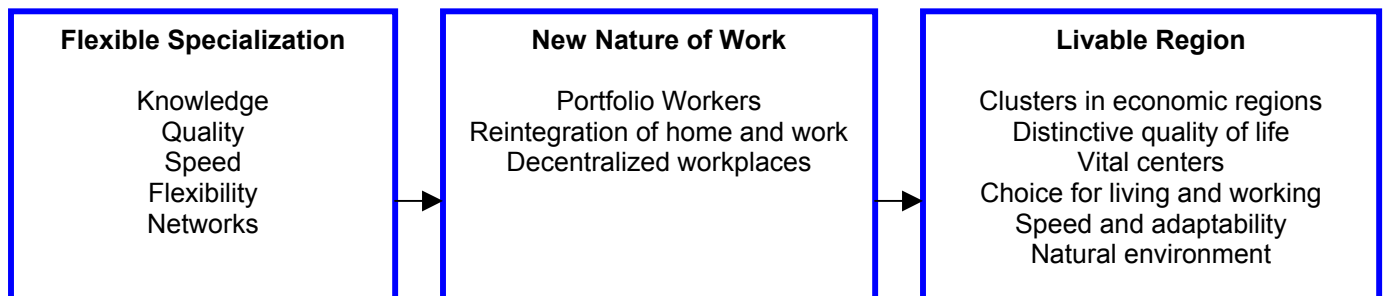 Flexible Specialization
Knowledge
Quality
Speed
Flexibility
Networks
New Nature of Work
Portfolio Workers
Reintegration of home and work
Decentralized workplaces
Livable Region
Clusters in economic regions
Distinctive quality of life
Vital centers
Choice for living and working
Speed and adaptability
Natural environment